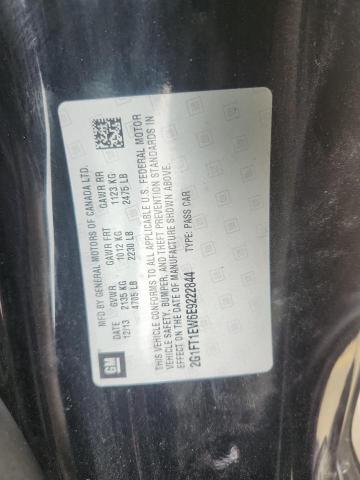 GM
MFD BY GENERAL MOTORS OF CANADA LTD.
DATE GVWR GAWR FRT GAWR RR
12/13 2135 KG 1012 KG 1123 KG
4705 LB 2230 LB 2475 LB
THIS VEHICLE CONFORMS TO ALL APPLICABLE U.S. FEDERAL MOTOR
VEHICLE SAFETY, BUMPER, AND THEFT PREVENTION STANDARDS IN
EFFECT ON THE DATE OF MANUFACTURE SHOWN ABOVE.
2G1FT1EW6E9222844 TYPE: PASS CAR